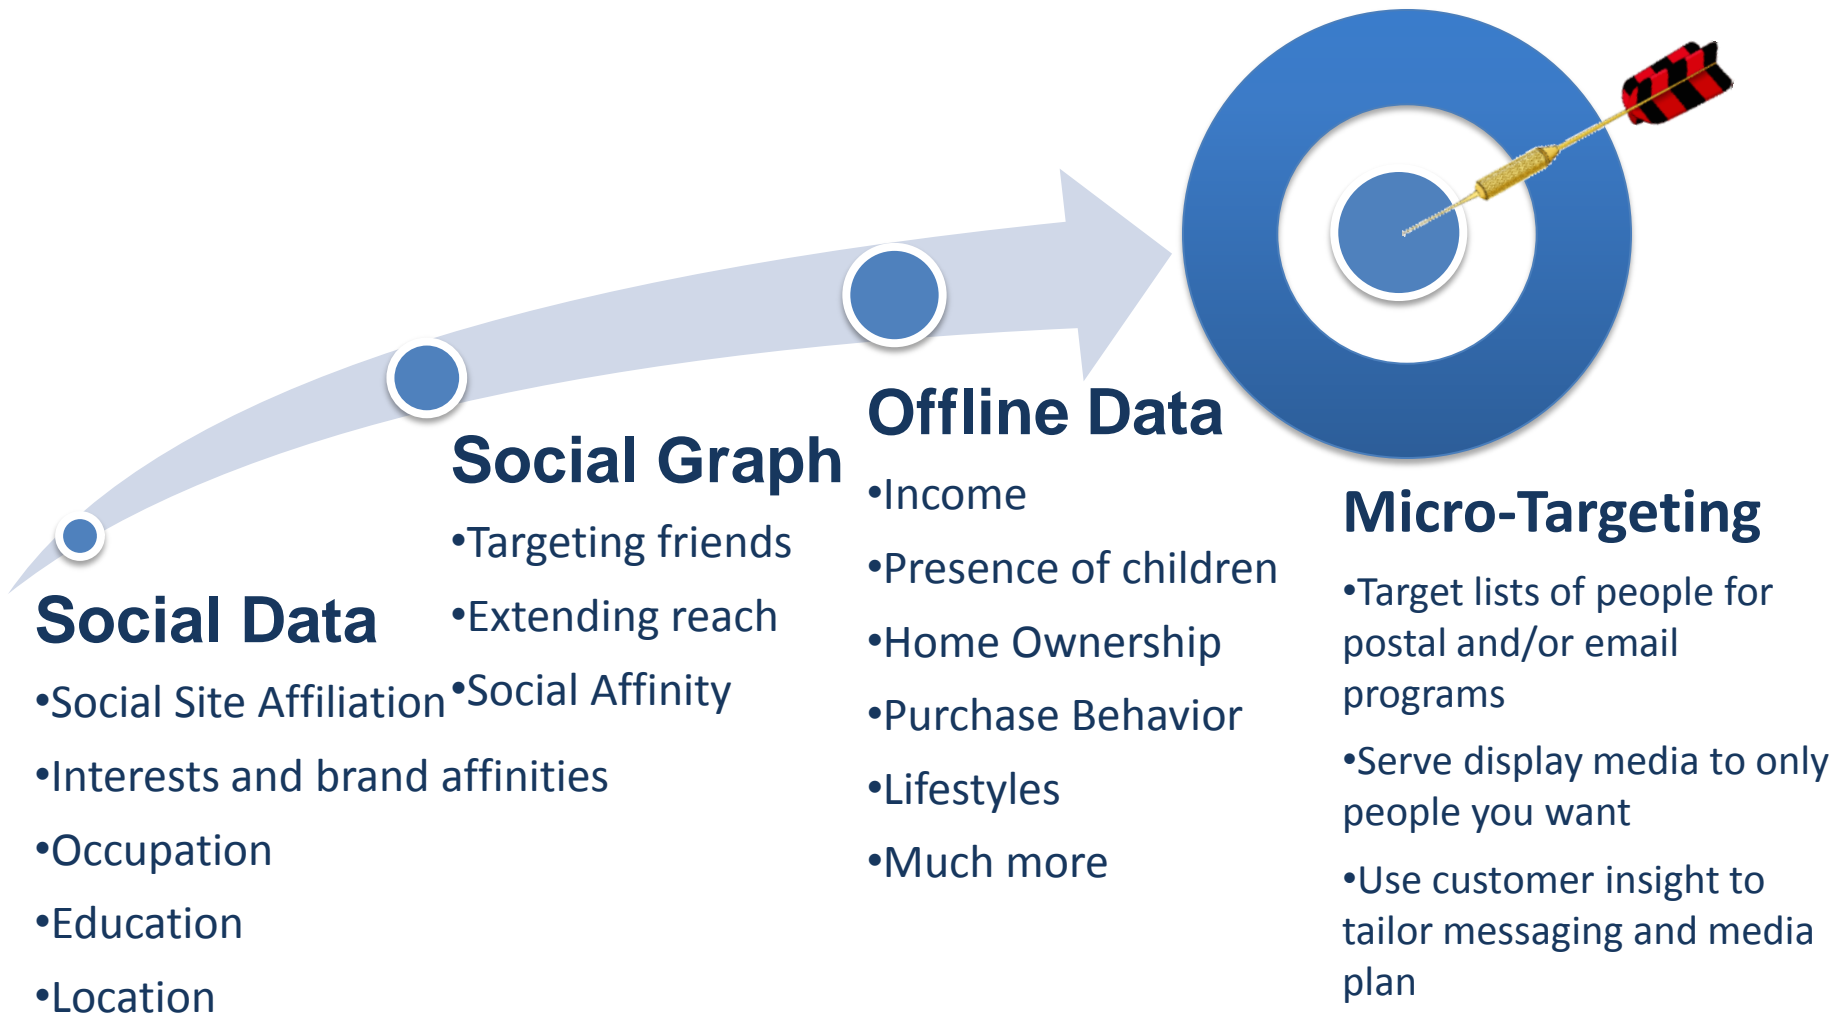 Social Data
•Social Site Affiliation
•Interests and brand affinities
•Occupation
•Education
•Location
Social Graph
•Targeting friends
•Extending reach
•Social Affinity
Offline Data
•Income
•Presence of children
•Home Ownership
•Purchase Behavior
•Lifestyles
•Much more
Micro-Targeting
•Target lists of people for
postal and/or email
programs
•Serve display media to only
people you want
•Use customer insight to
tailor messaging and media
plan